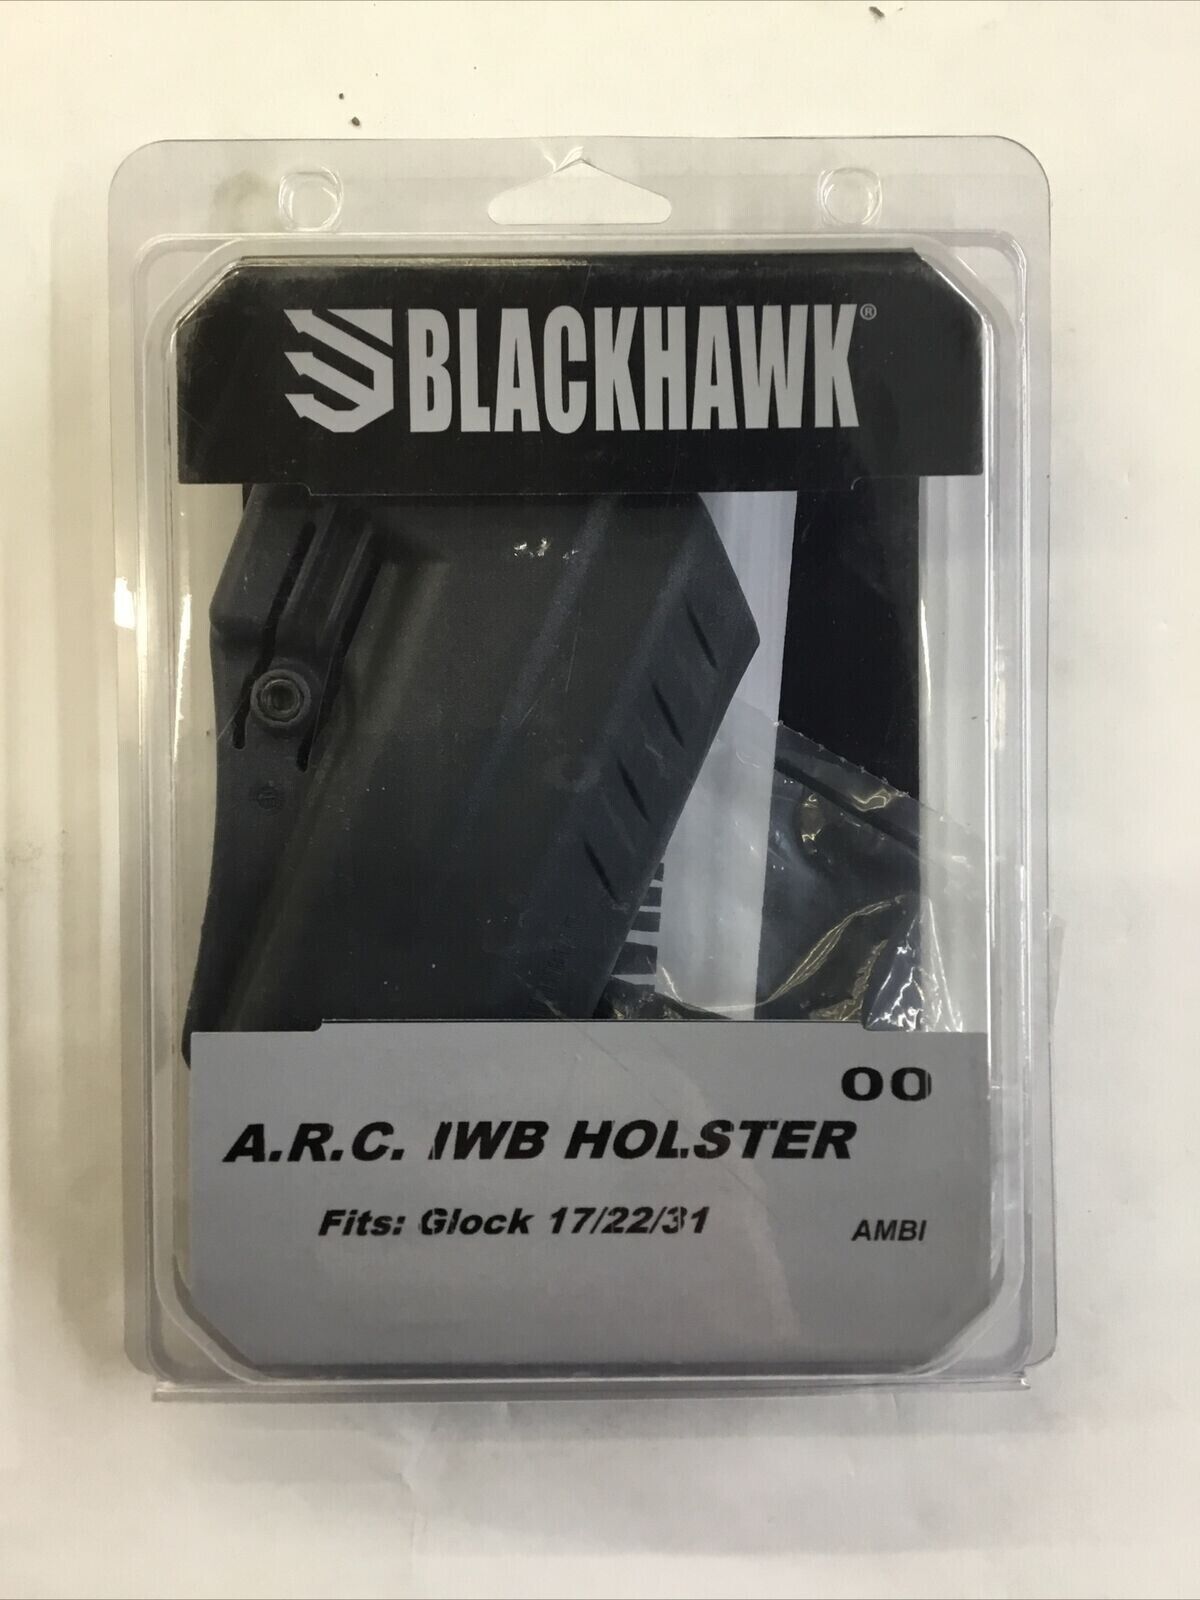 BLACKHAWK®
00
A.R.C. IWB HOLSTER
Fits: Glock 17/22/31
AMBI